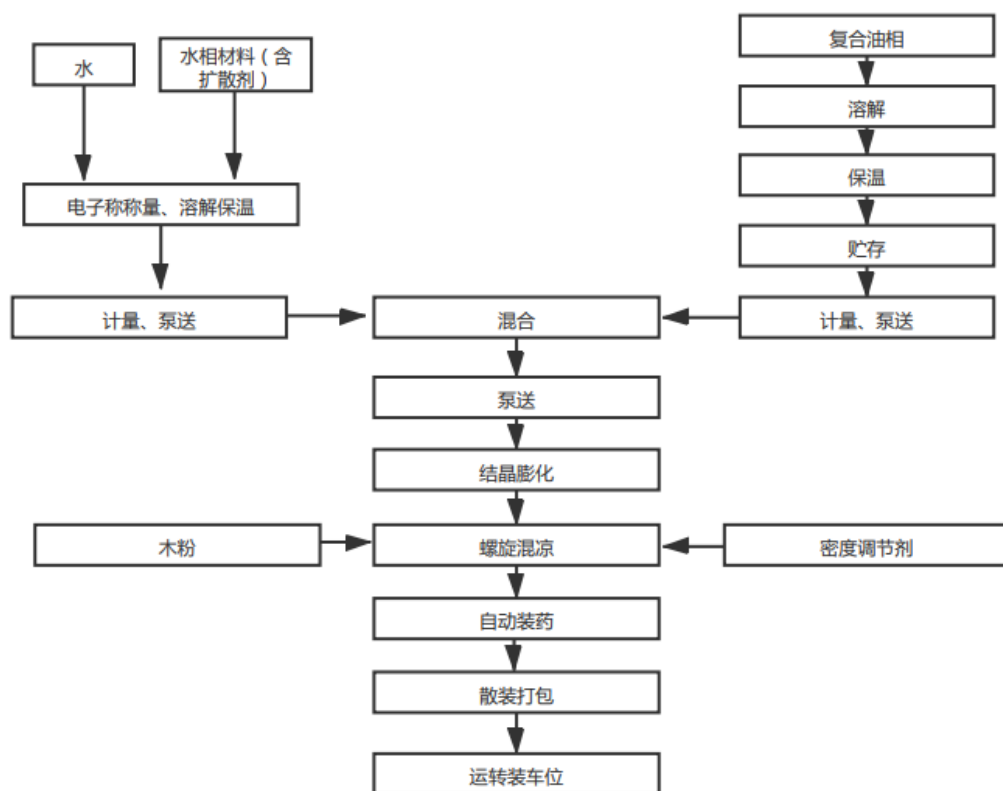 水
水相材料（含
扩散剂）
复合油相
溶解
保温
电子称称量、溶解保温
贮存
计量、泵送
混合
计量、泵送
泵送
结晶膨化
木粉
螺旋混凉
密度调节剂
自动装药
散装打包
运转装车位